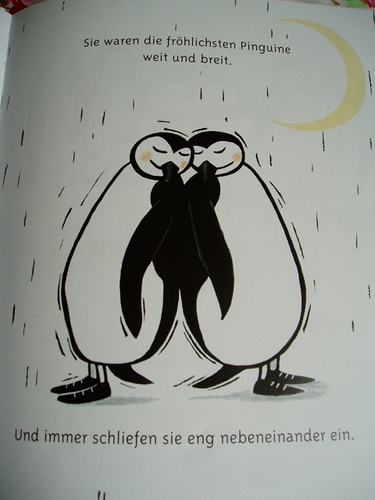 Sie waren die fröhlichsten Pinguine
weit und breit.
Und immer schliefen sie eng nebeneinander ein.